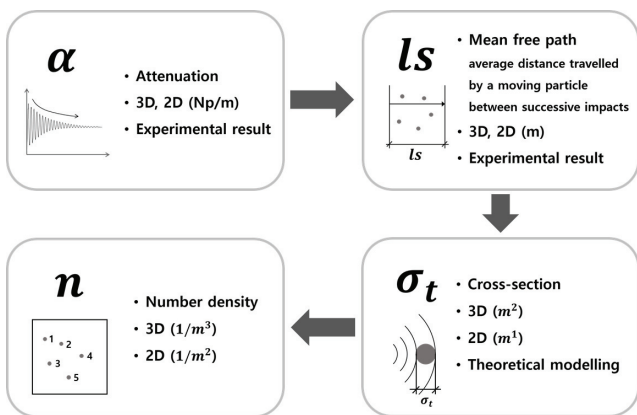 α
• Attenuation
• 3D, 2D (Np/m)
• Experimental result
ls
• Mean free path
average distance travelled
by a moving particle
between successive impacts
• 3D, 2D (m)
• Experimental result
ls
n
• Number density
• 3D (1/m³)
• 2D (1/m²)
1
2
3
4
5
σₜ
• Cross-section
• 3D (m²)
• 2D (m¹)
• Theoretical modelling
σₜ